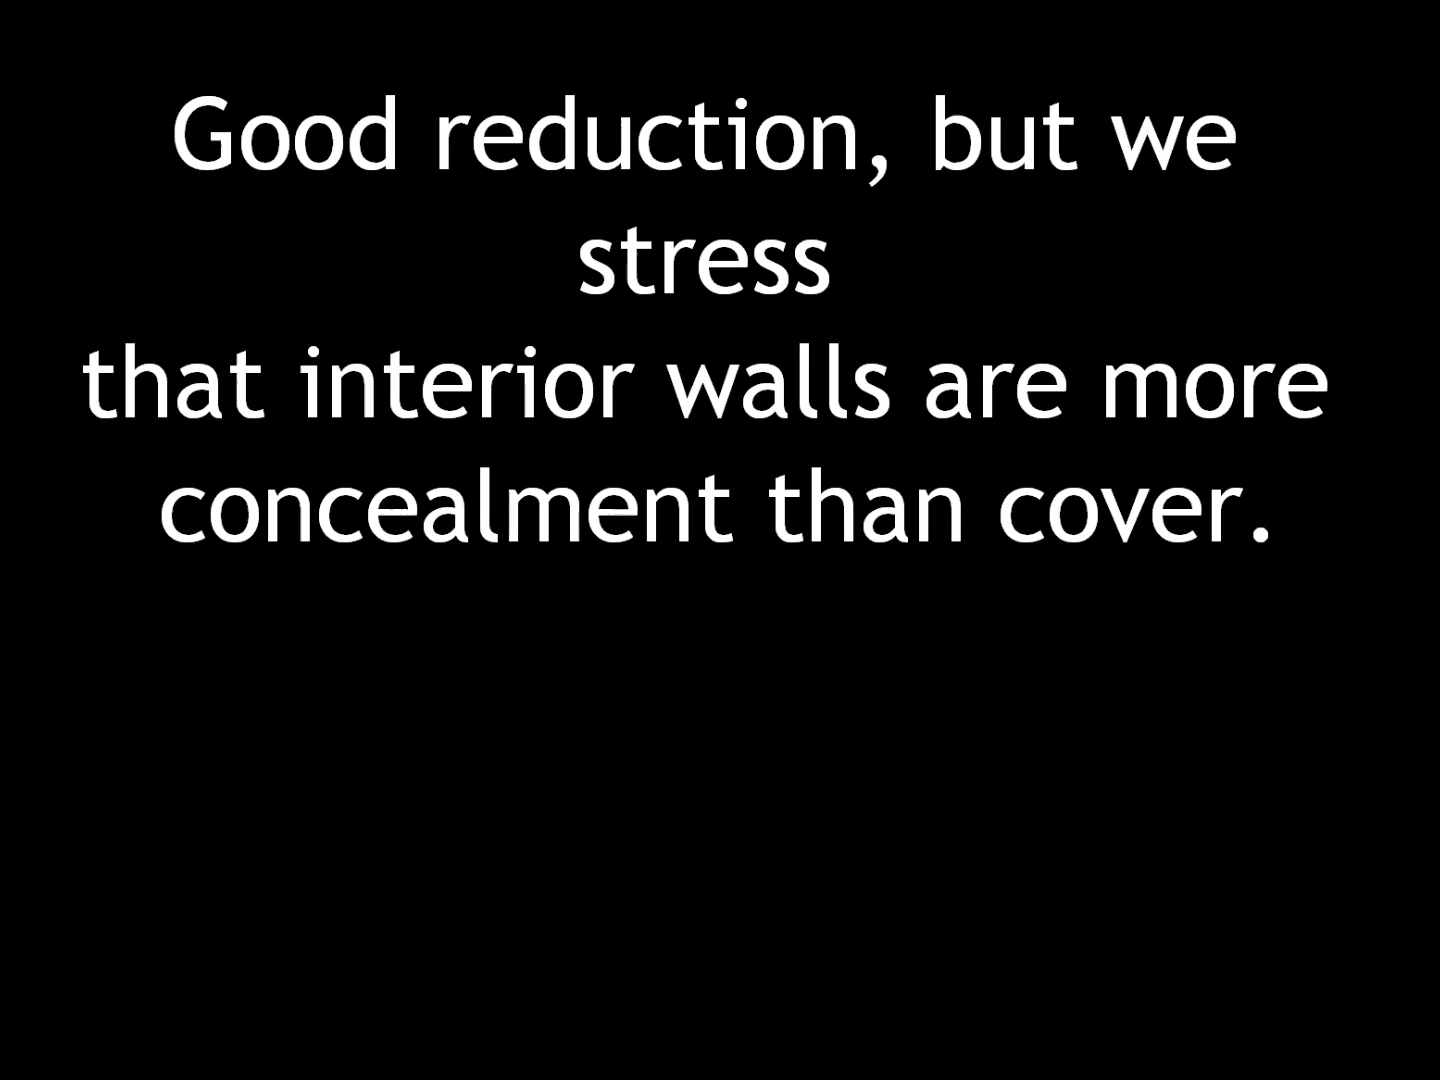 Good reduction, but we
stress
that interior walls are more
concealment than cover.